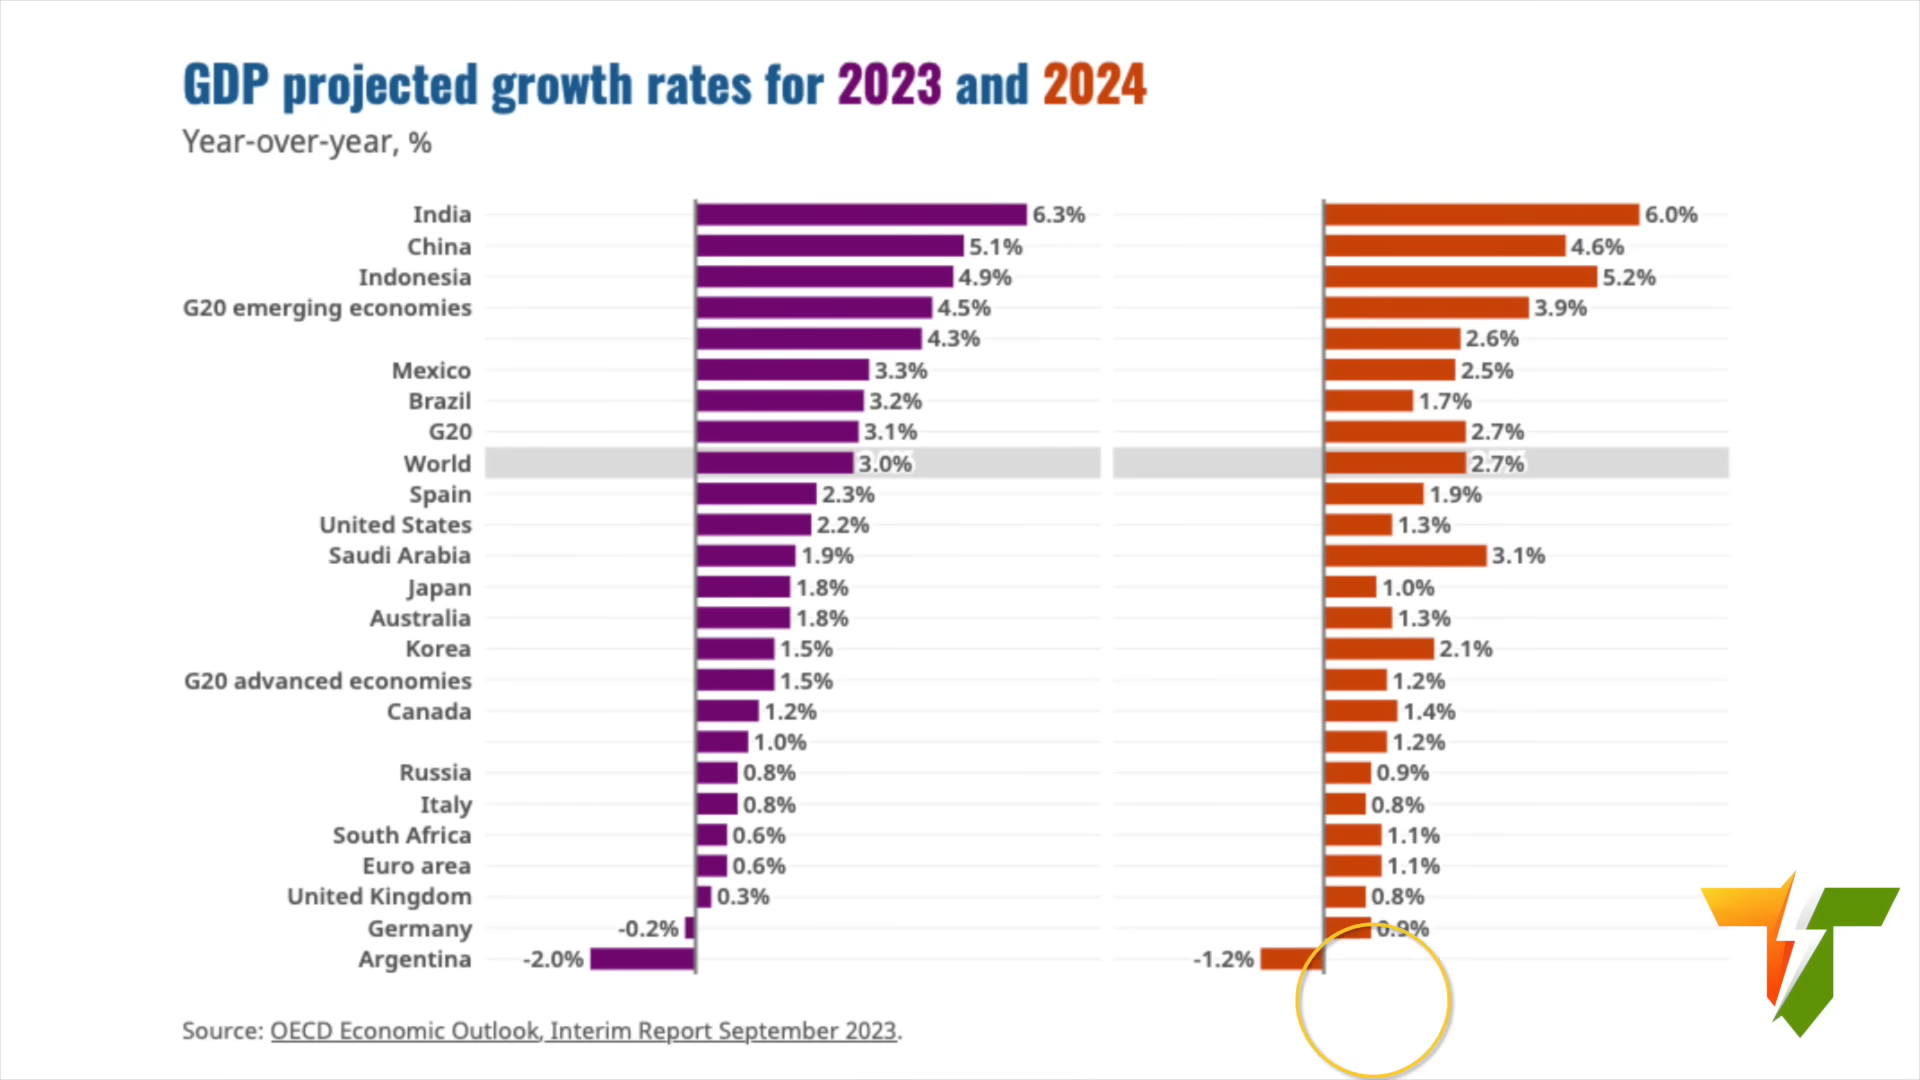 GDP projected growth rates for 2023 and 2024
Year-over-year, %
India 6.3% 6.0%
China 5.1% 4.6%
Indonesia 4.9% 5.2%
G20 emerging economies 4.5% 3.9%
4.3% 2.6%
Mexico 3.3% 2.5%
Brazil 3.2% 1.7%
G20 3.1% 2.7%
World 3.0% 2.7%
Spain 2.3% 1.9%
United States 2.2% 1.3%
Saudi Arabia 1.9% 3.1%
Japan 1.8% 1.0%
Australia 1.8% 1.3%
Korea 1.5% 2.1%
G20 advanced economies 1.5% 1.2%
Canada 1.2% 1.4%
1.0% 1.2%
Russia 0.8% 0.9%
Italy 0.8% 0.8%
South Africa 0.6% 1.1%
Euro area 0.6% 1.1%
United Kingdom 0.3% 0.8%
Germany -0.2% 0.9%
Argentina -2.0% -1.2%
Source: OECD Economic Outlook, Interim Report September 2023.